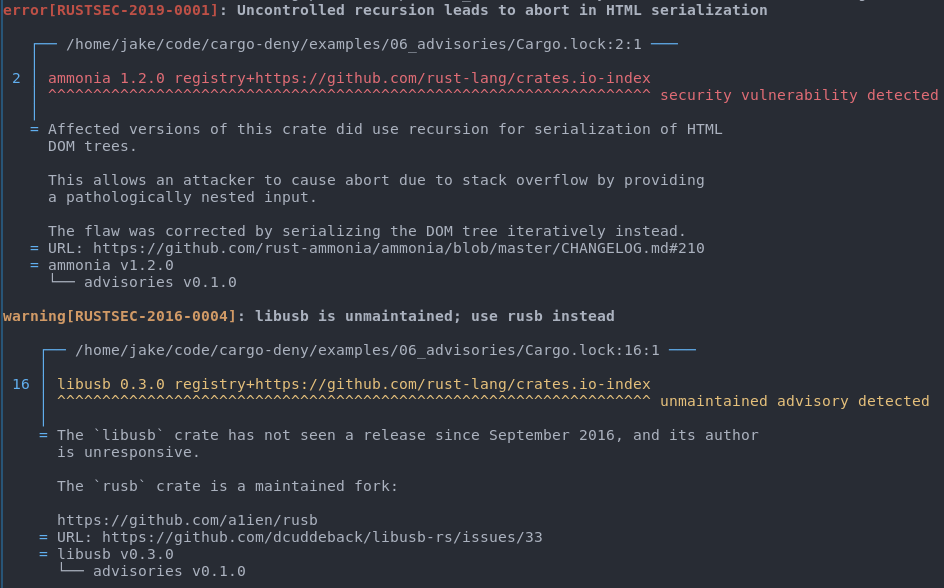 error[RUSTSEC-2019-0001]: Uncontrolled recursion leads to abort in HTML serialization
┌── /home/jake/code/cargo-deny/examples/06_advisories/Cargo.lock:2:1 ───
2 │ ammonia 1.2.0 registry+https://github.com/rust-lang/crates.io-index
│ ^^^^^^^^^^^^^^^^^^^^^^^^^^^^^^^^^^^^^^^^^^^^^^^^^^^^^^^^^^^^^^^^^^^ security vulnerability detected
= Affected versions of this crate did use recursion for serialization of HTML
DOM trees.
This allows an attacker to cause abort due to stack overflow by providing
a pathologically nested input.
The flaw was corrected by serializing the DOM tree iteratively instead.
= URL: https://github.com/rust-ammonia/ammonia/blob/master/CHANGELOG.md#210
= ammonia v1.2.0
└── advisories v0.1.0
warning[RUSTSEC-2016-0004]: libusb is unmaintained; use rusb instead
┌── /home/jake/code/cargo-deny/examples/06_advisories/Cargo.lock:16:1 ───
16 │ libusb 0.3.0 registry+https://github.com/rust-lang/crates.io-index
│ ^^^^^^^^^^^^^^^^^^^^^^^^^^^^^^^^^^^^^^^^^^^^^^^^^^^^^^^^^^^^^^^^^^ unmaintained advisory detected
= The `libusb` crate has not seen a release since September 2016, and its author
is unresponsive.
The `rusb` crate is a maintained fork:
https://github.com/a1ien/rusb
= URL: https://github.com/dcuddeback/libusb-rs/issues/33
= libusb v0.3.0
└── advisories v0.1.0